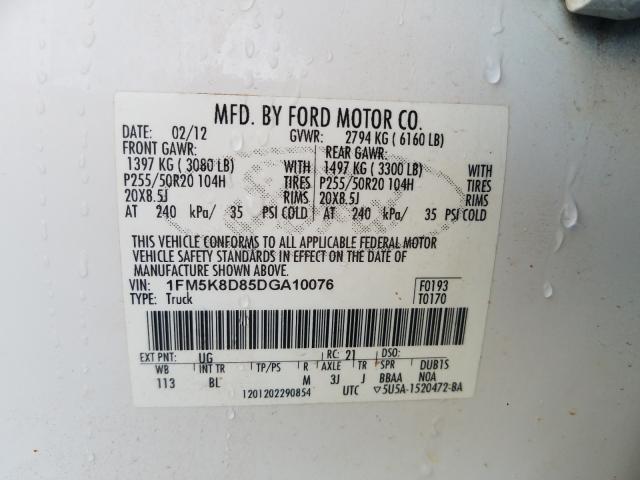 MFD. BY FORD MOTOR CO.
DATE: 02/12 GVWR: 2794 KG ( 6160 LB)
FRONT GAWR: REAR GAWR:
1397 KG ( 3080 LB) WITH 1497 KG ( 3300 LB) WITH
P255/50R20 104H TIRES P255/50R20 104H TIRES
20X8.5J RIMS 20X8.5J RIMS
AT 240 kPa/ 35 PSI COLD AT 240 kPa/ 35 PSI COLD
THIS VEHICLE CONFORMS TO ALL APPLICABLE FEDERAL MOTOR
VEHICLE SAFETY STANDARDS IN EFFECT ON THE DATE OF
MANUFACTURE SHOWN ABOVE.
VIN: 1FM5K8D85DGA10076 F0193
TYPE: Truck T0170
EXT PNT: UG RC: 21 DSO:
WB INT TR TP/PS R AXLE TR SPR DUB1S
113 BL M 3J J BBAA NOA
1201202290854 UTC 5U5A-1520472-BA